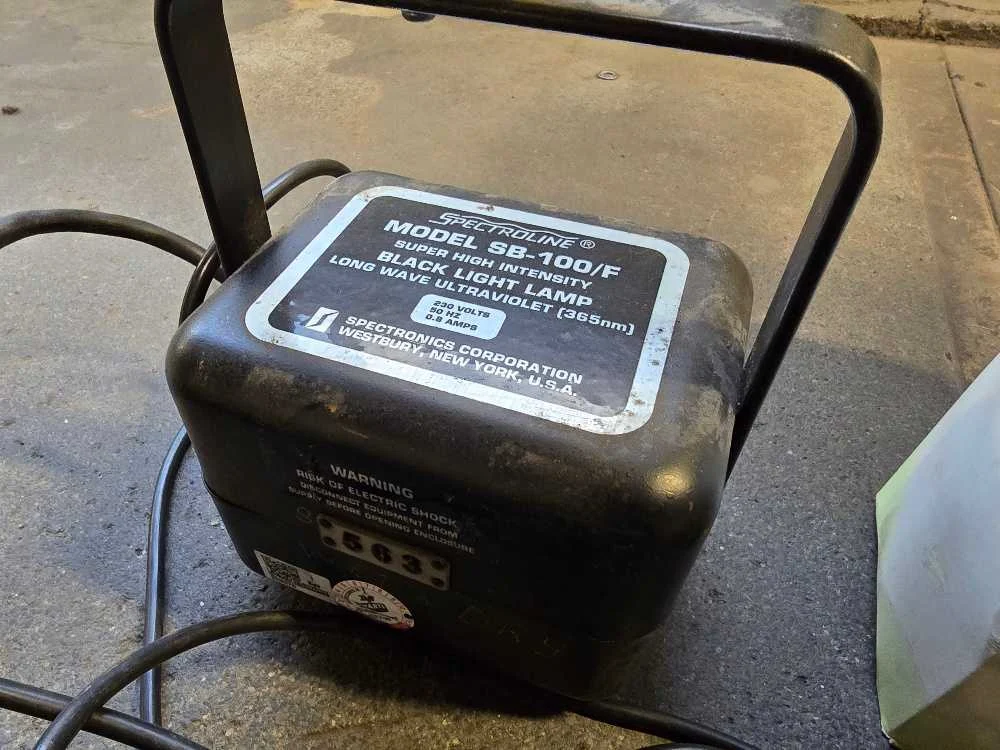 SPECTROLINE ®
MODEL SB-100/F
SUPER HIGH INTENSITY
BLACK LIGHT LAMP
LONG WAVE ULTRAVIOLET (365nm)
230 VOLTS
50 HZ
0.8 AMPS
SPECTRONICS CORPORATION
WESTBURY, NEW YORK, U.S.A.
WARNING
RISK OF ELECTRIC SHOCK
DISCONNECT EQUIPMENT FROM
SUPPLY BEFORE OPENING ENCLOSURE
563